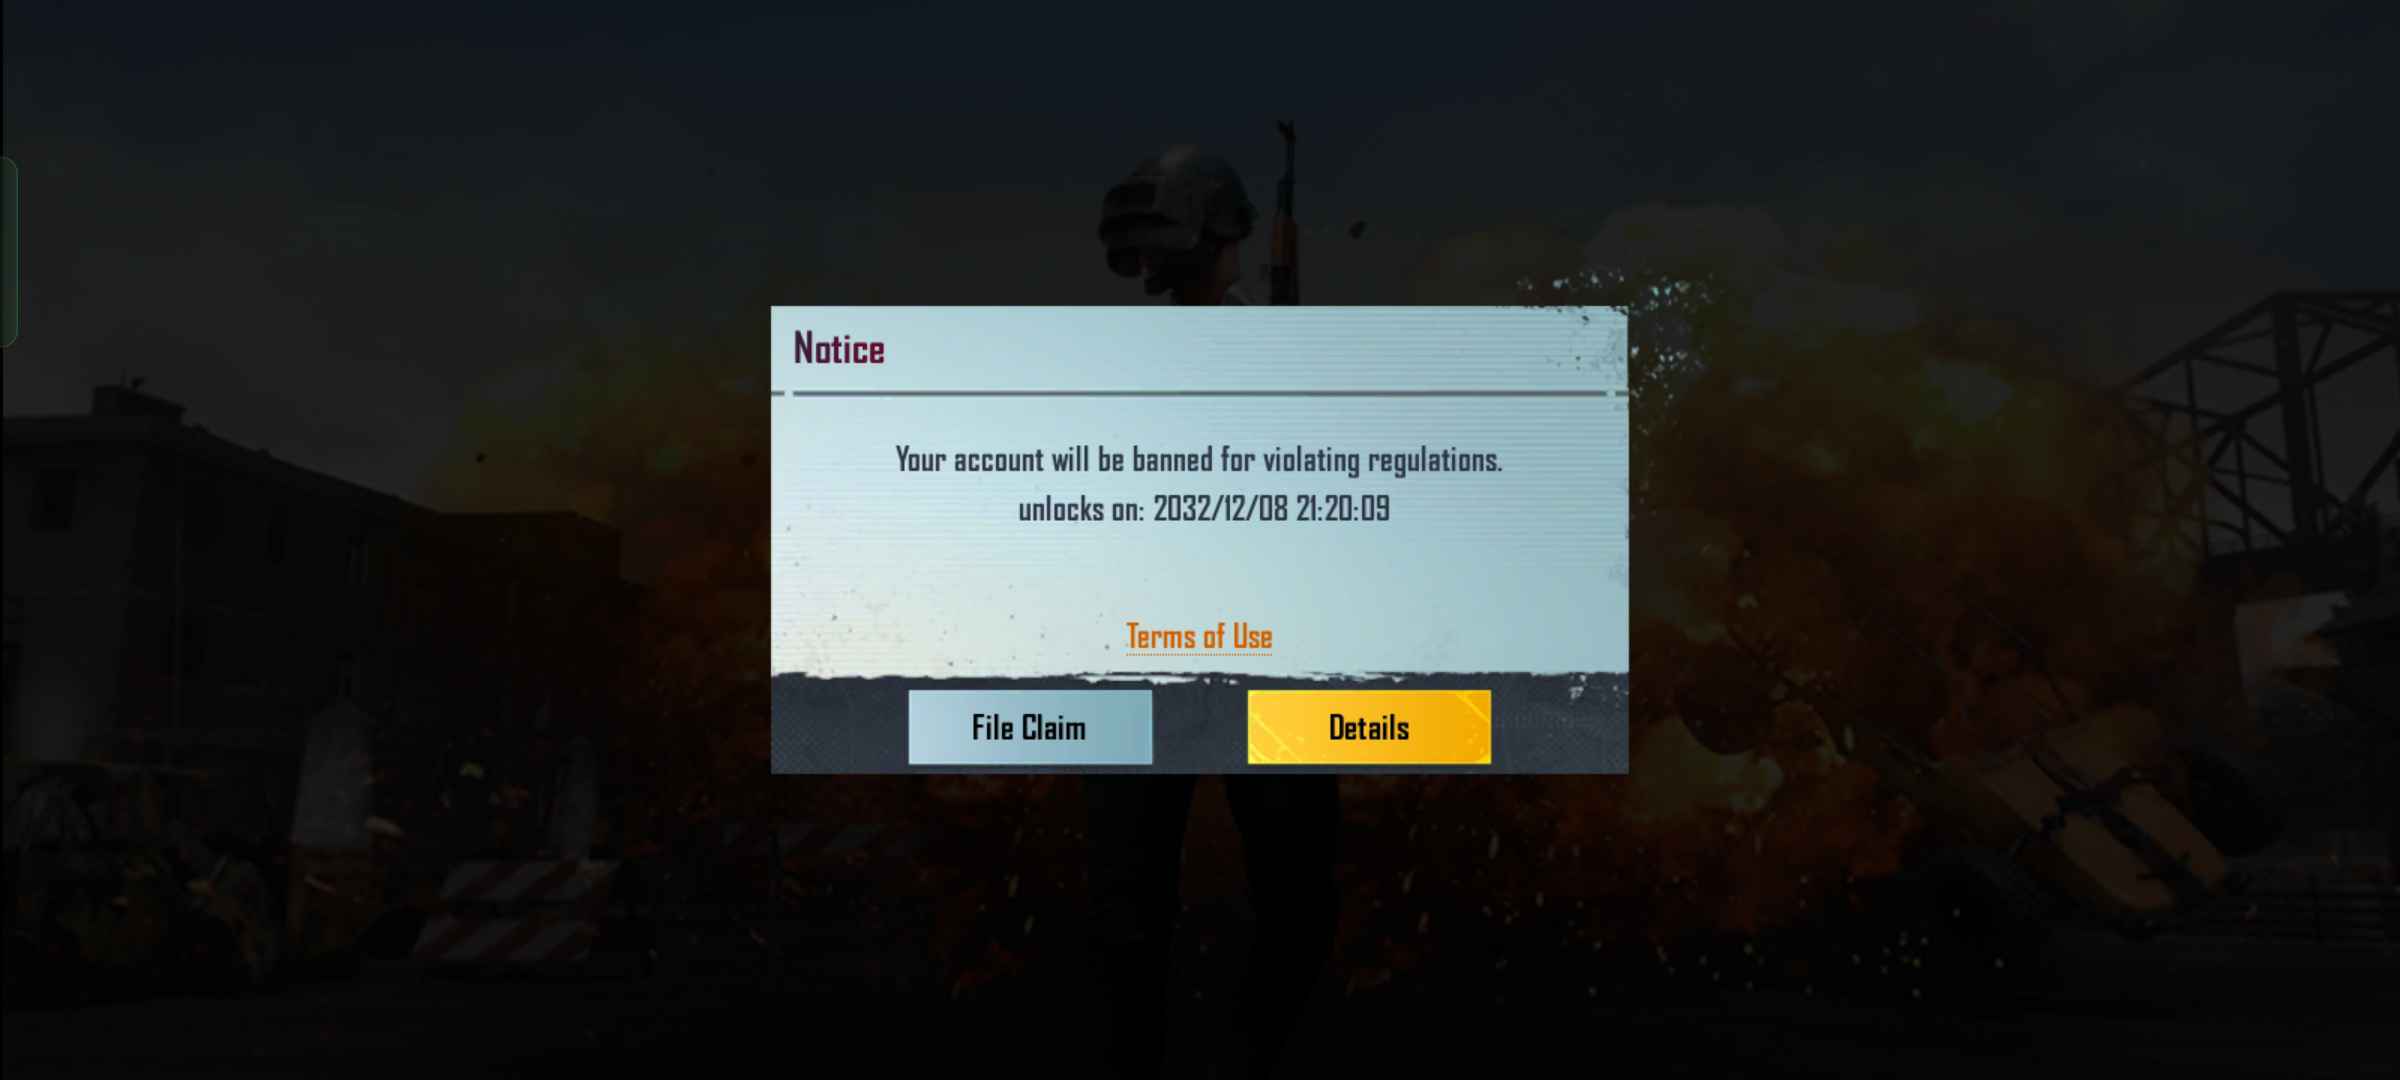 Notice
Your account will be banned for violating regulations.
unlocks on: 2032/12/08 21:20:09
Terms of Use
File Claim
Details